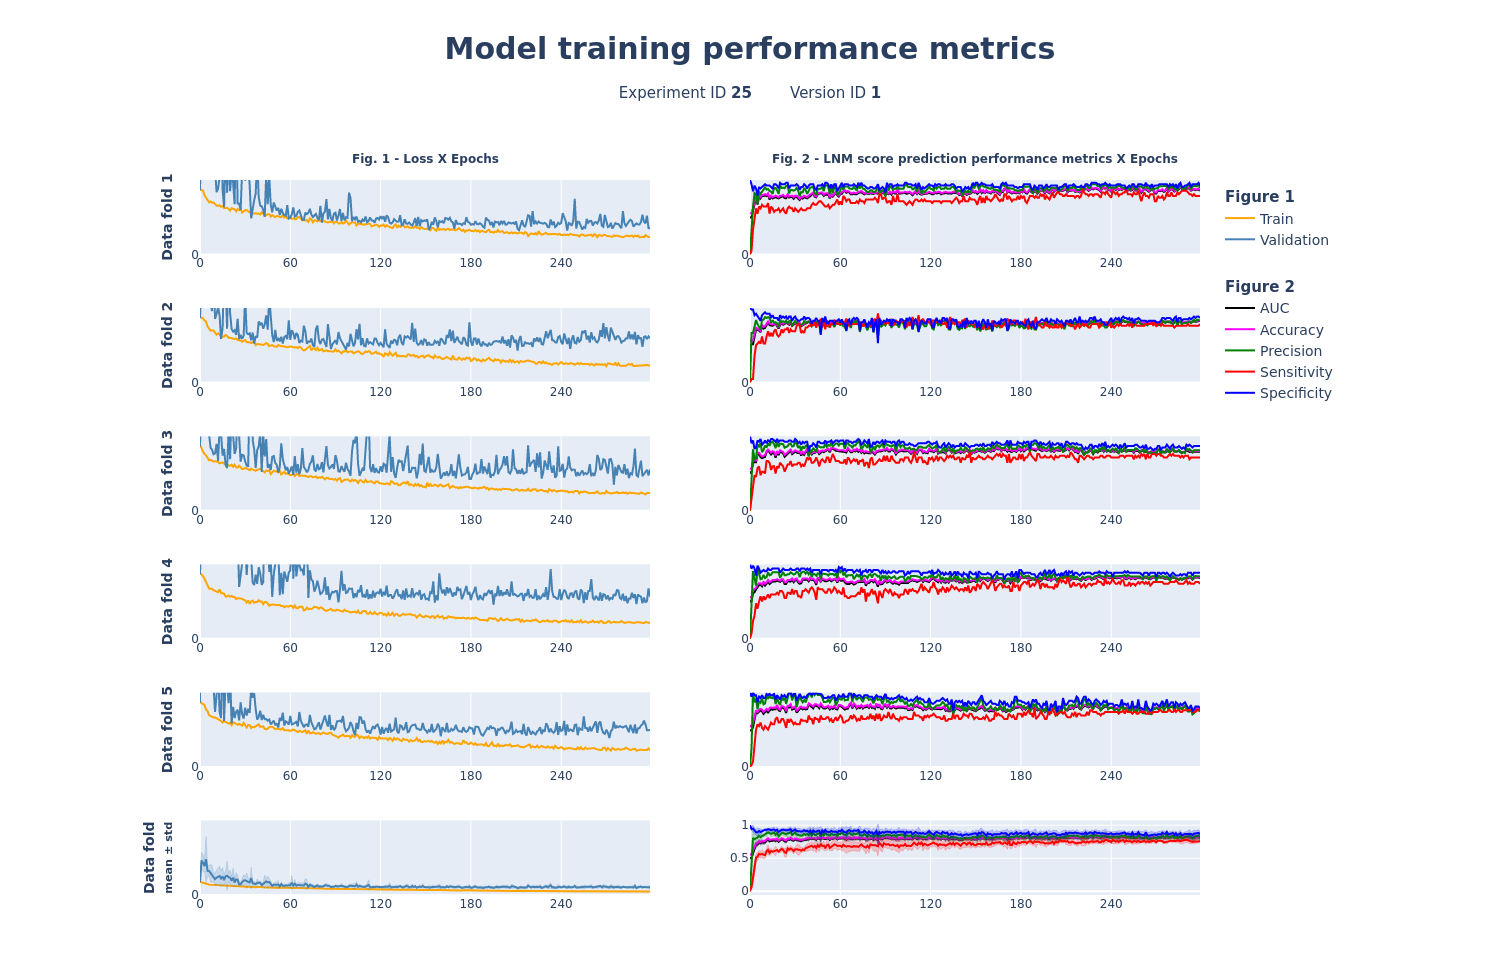 Model training performance metrics
Experiment ID 25 Version ID 1
Fig. 1 - Loss X Epochs
Fig. 2 - LNM score prediction performance metrics X Epochs
Data fold 1
0
0 60 120 180 240
0
0 60 120 180 240
Figure 1
Train
Validation
Figure 2
AUC
Accuracy
Precision
Sensitivity
Specificity
Data fold 2
0
0 60 120 180 240
0
0 60 120 180 240
Data fold 3
0
0 60 120 180 240
0
0 60 120 180 240
Data fold 4
0
0 60 120 180 240
0
0 60 120 180 240
Data fold 5
0
0 60 120 180 240
0
0 60 120 180 240
Data fold
mean ± std
0
0 60 120 180 240
1
0.5
0
0 60 120 180 240